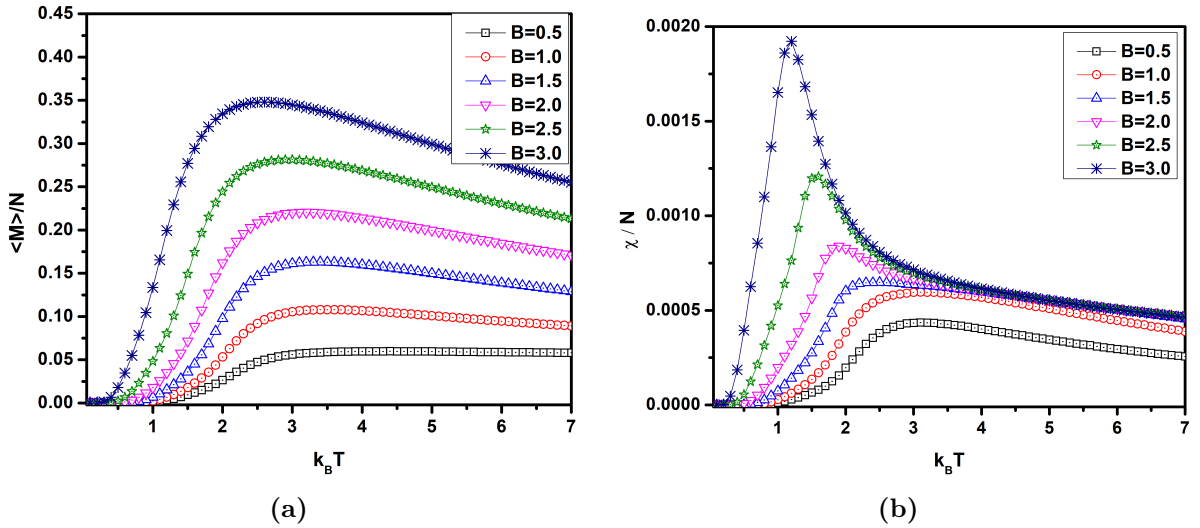 0.45
0.40
0.35
0.30
0.25
0.20
0.15
0.10
0.05
0.00
<M>/N
1 2 3 4 5 6 7
k_B T
B=0.5
B=1.0
B=1.5
B=2.0
B=2.5
B=3.0
(a)
0.0020
0.0015
0.0010
0.0005
0.0000
χ / N
1 2 3 4 5 6 7
k_B T
B=0.5
B=1.0
B=1.5
B=2.0
B=2.5
B=3.0
(b)